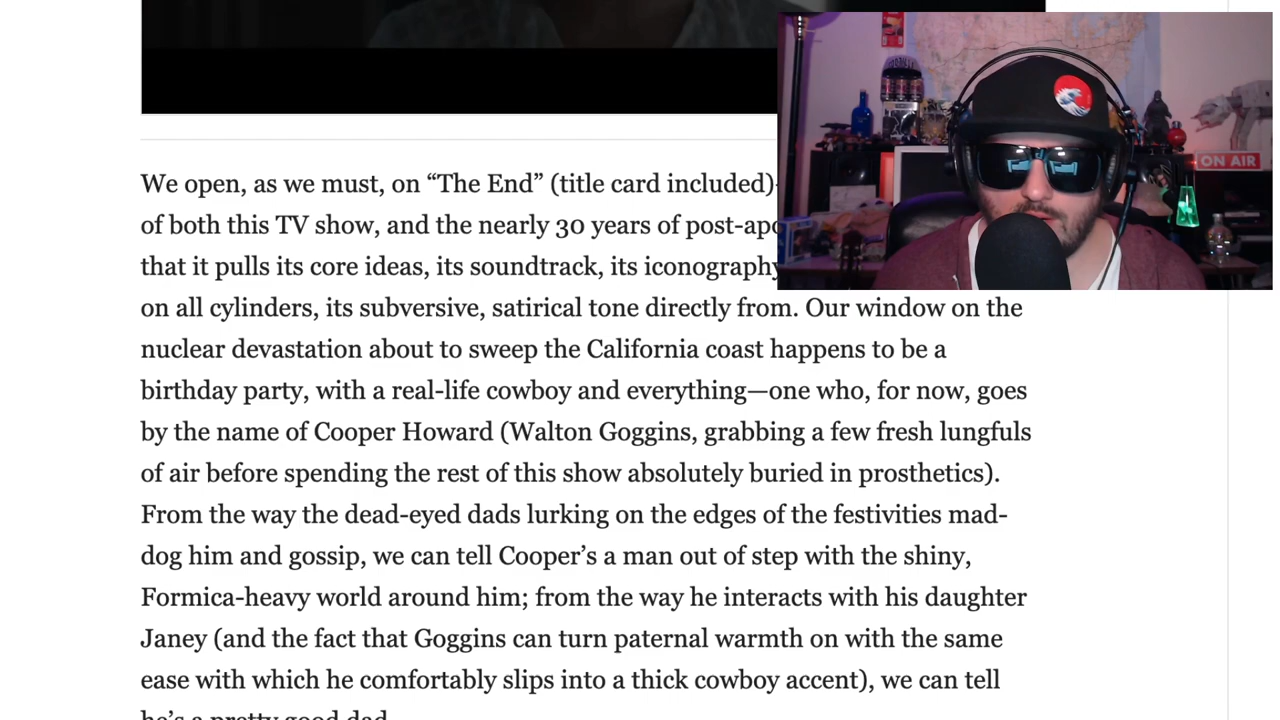 We open, as we must, on “The End” (title card included)
of both this TV show, and the nearly 30 years of
that it pulls its core ideas, its soundtrack, its iconography
on all cylinders, its subversive, satirical tone directly from. Our window on the
nuclear devastation about to sweep the California coast happens to be a
birthday party, with a real-life cowboy and everything—one who, for now, goes
by the name of Cooper Howard (Walton Goggins, grabbing a few fresh lungfuls
of air before spending the rest of this show absolutely buried in prosthetics).
From the way the dead-eyed dads lurking on the edges of the festivities mad-
dog him and gossip, we can tell Cooper’s a man out of step with the shiny,
Formica-heavy world around him; from the way he interacts with his daughter
Janey (and the fact that Goggins can turn paternal warmth on with the same
ease with which he comfortably slips into a thick cowboy accent), we can tell
he’s a pretty good dad.
ON AIR